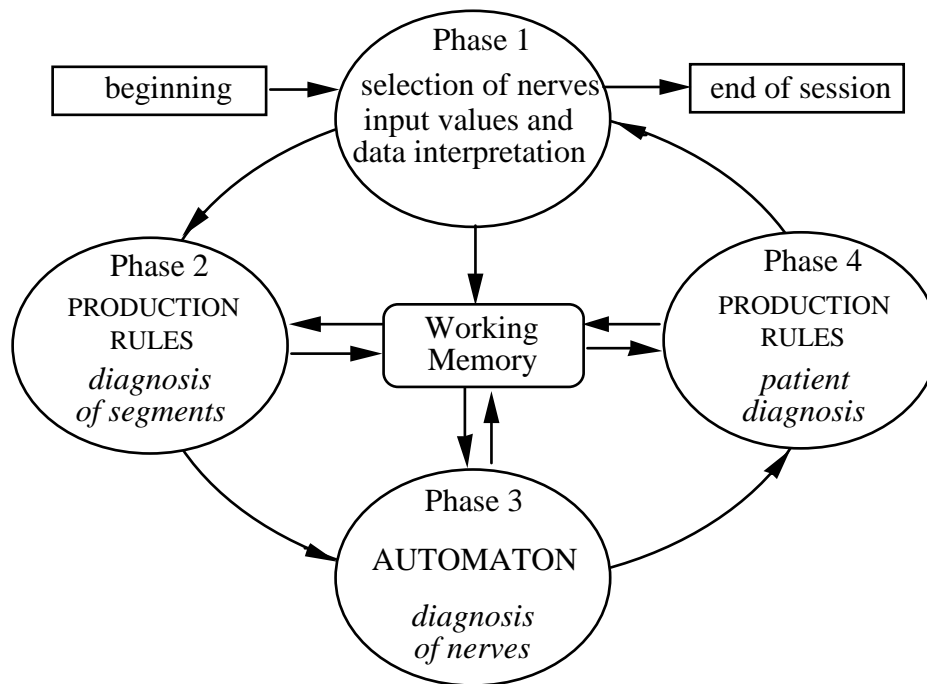 Phase 1
beginning
selection of nerves
input values and
data interpretation
end of session
Phase 2
PRODUCTION
RULES
diagnosis
of segments
Working
Memory
Phase 4
PRODUCTION
RULES
patient
diagnosis
Phase 3
AUTOMATON
diagnosis
of nerves